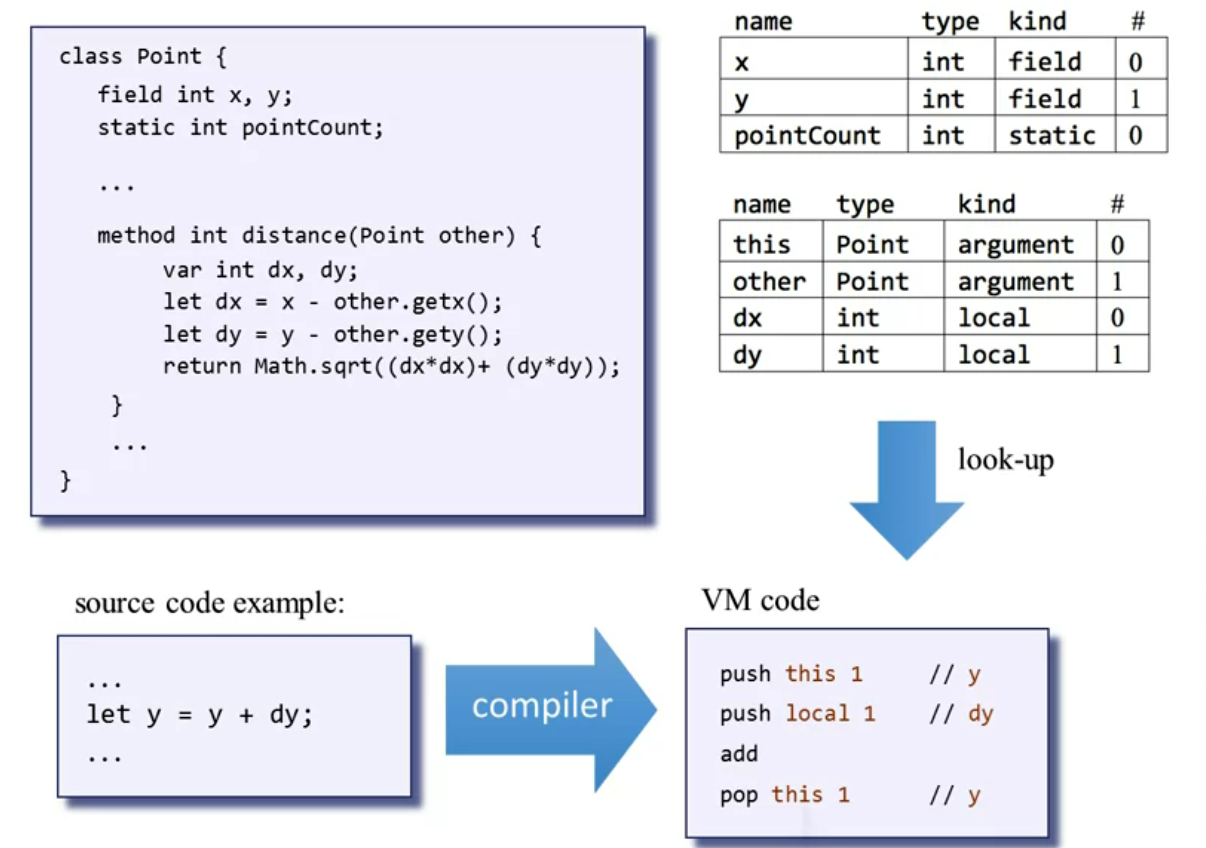 class Point {
field int x, y;
static int pointCount;
...
method int distance(Point other) {
var int dx, dy;
let dx = x - other.getx();
let dy = y - other.gety();
return Math.sqrt((dx*dx)+ (dy*dy));
}
...
}
name type kind #
x int field 0
y int field 1
pointCount int static 0
name type kind #
this Point argument 0
other Point argument 1
dx int local 0
dy int local 1
look-up
source code example:
...
let y = y + dy;
...
compiler
VM code
push this 1 // y
push local 1 // dy
add
pop this 1 // y